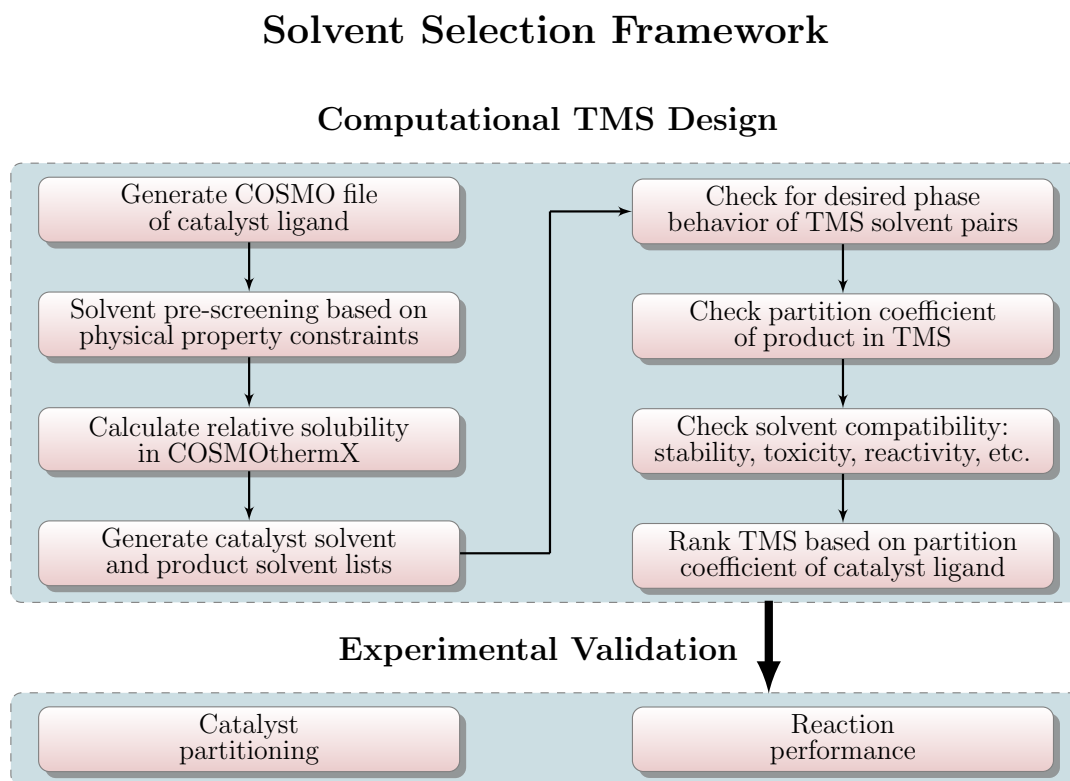 Solvent Selection Framework
Computational TMS Design
Generate COSMO file
of catalyst ligand
Solvent pre-screening based on
physical property constraints
Calculate relative solubility
in COSMOthermX
Generate catalyst solvent
and product solvent lists
Check for desired phase
behavior of TMS solvent pairs
Check partition coefficient
of product in TMS
Check solvent compatibility:
stability, toxicity, reactivity, etc.
Rank TMS based on partition
coefficient of catalyst ligand
Experimental Validation
Catalyst
partitioning
Reaction
performance